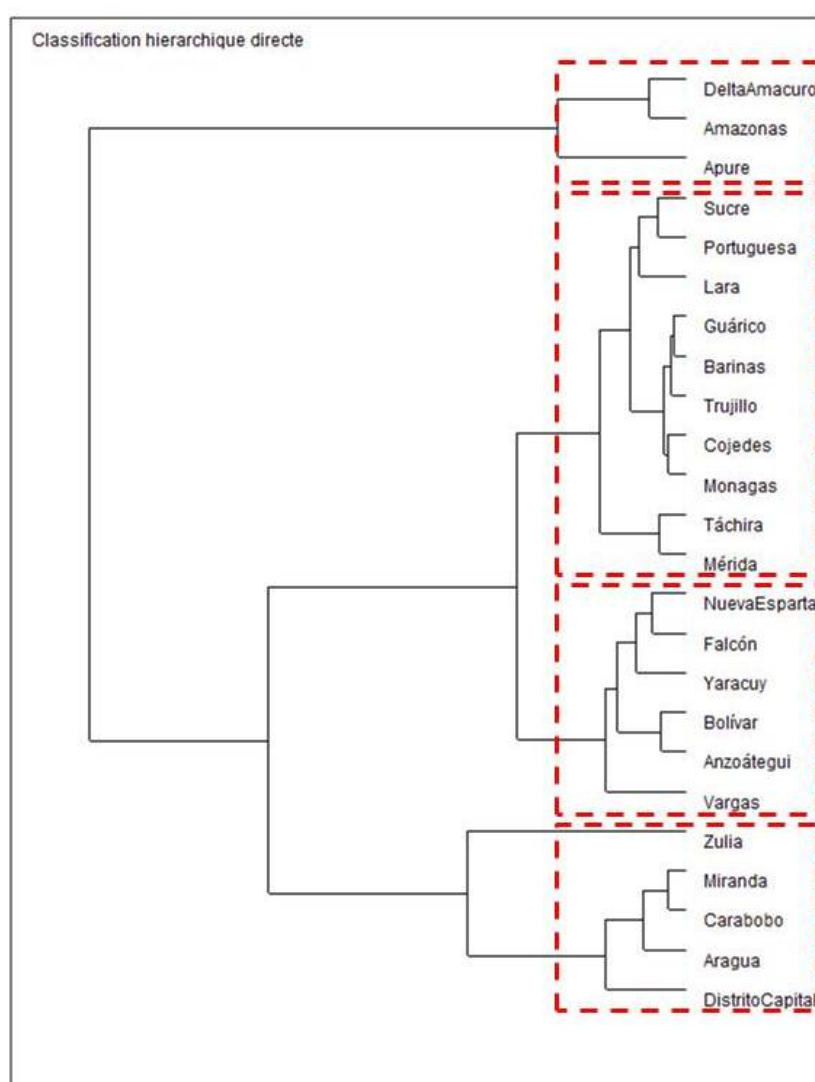 Classification hierarchique directe
DeltaAmacuro
Amazonas
Apure
Sucre
Portuguesa
Lara
Guárico
Barinas
Trujillo
Cojedes
Monagas
Táchira
Mérida
NuevaEsparta
Falcón
Yaracuy
Bolívar
Anzoátegui
Vargas
Zulia
Miranda
Carabobo
Aragua
DistritoCapital